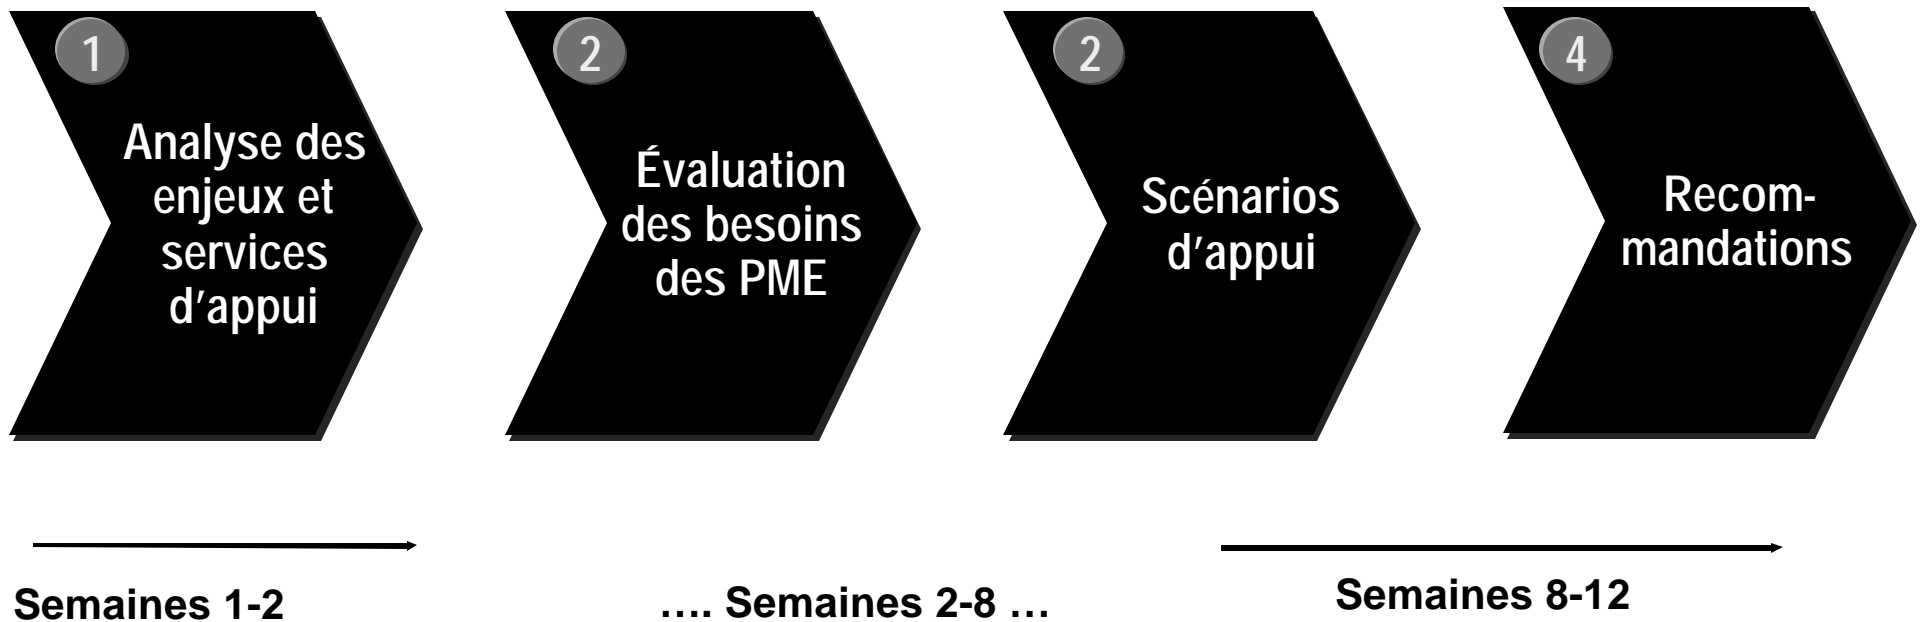 1
Analyse des
enjeux et
services
d’appui
2
Évaluation
des besoins
des PME
2
Scénarios
d’appui
4
Recom-
mandations
Semaines 1-2
…. Semaines 2-8 …
Semaines 8-12